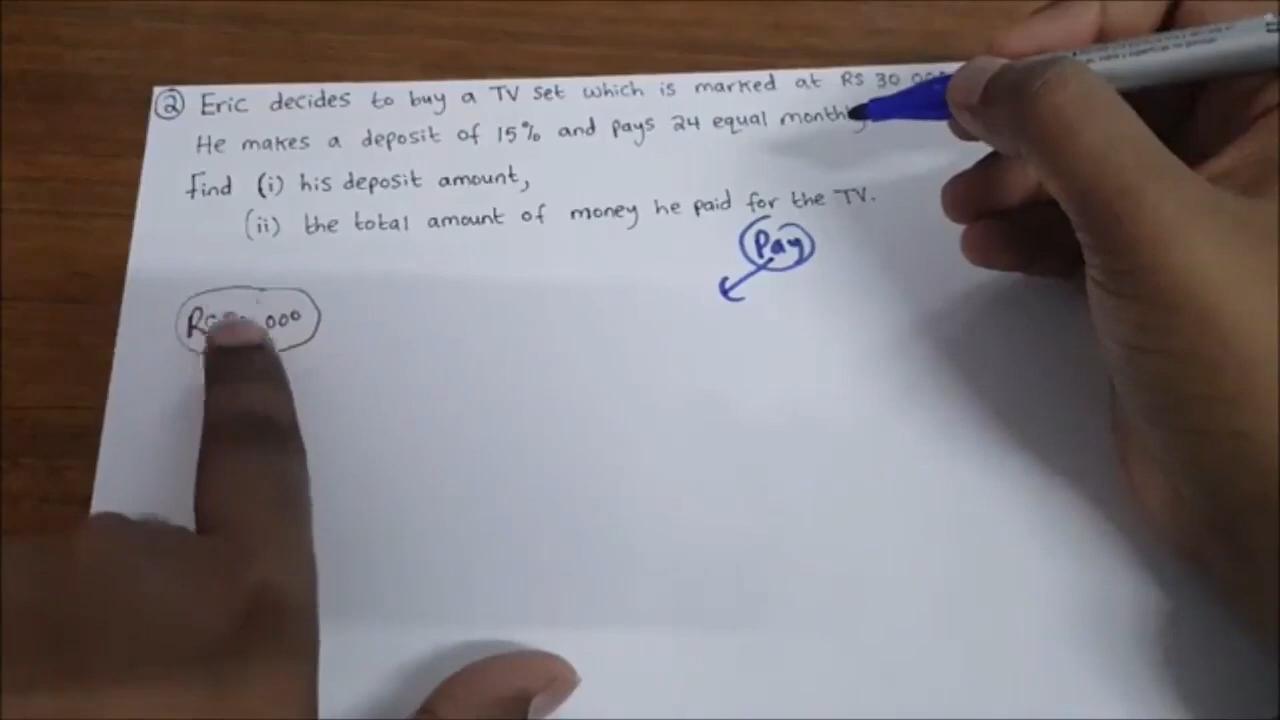 ② Eric decides to buy a TV set which is marked at Rs 30
He makes a deposit of 15% and pays 24 equal monthly
find (i) his deposit amount,
(ii) the total amount of money he paid for the TV.
Pay
000